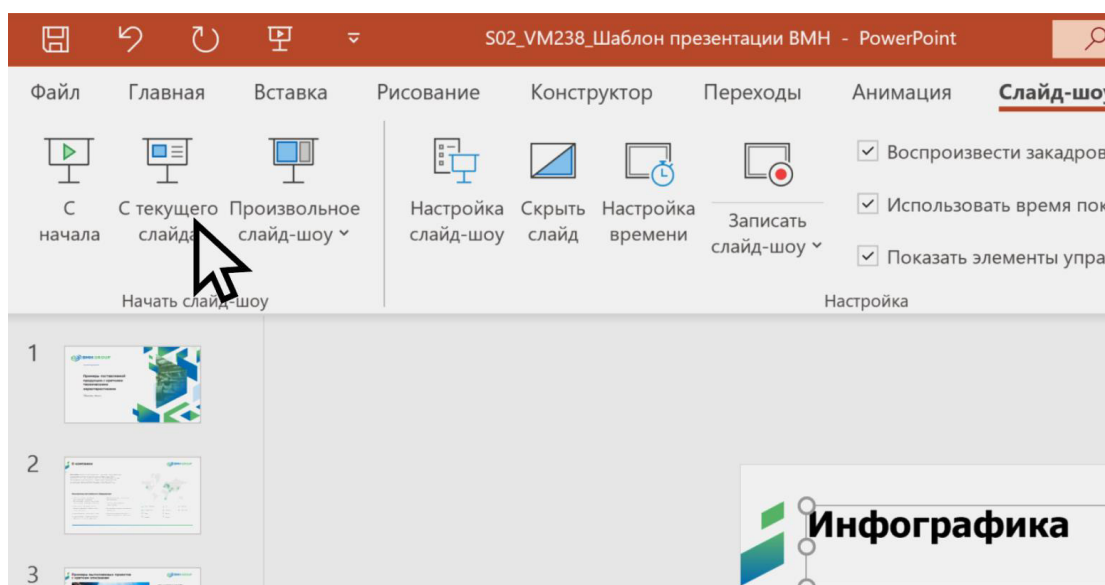 S02_VM238_Шаблон презентации ВМН - PowerPoint
Файл Главная Вставка Рисование Конструктор Переходы Анимация Слайд-шоу
С начала
С текущего слайда
Произвольное слайд-шоу
Настройка слайд-шоу
Скрыть слайд
Настройка времени
Записать слайд-шоу
Воспроизвести закадров
Использовать время пок
Показать элементы упра
Начать слайд-шоу
Настройка
1
2
3
Инфографика